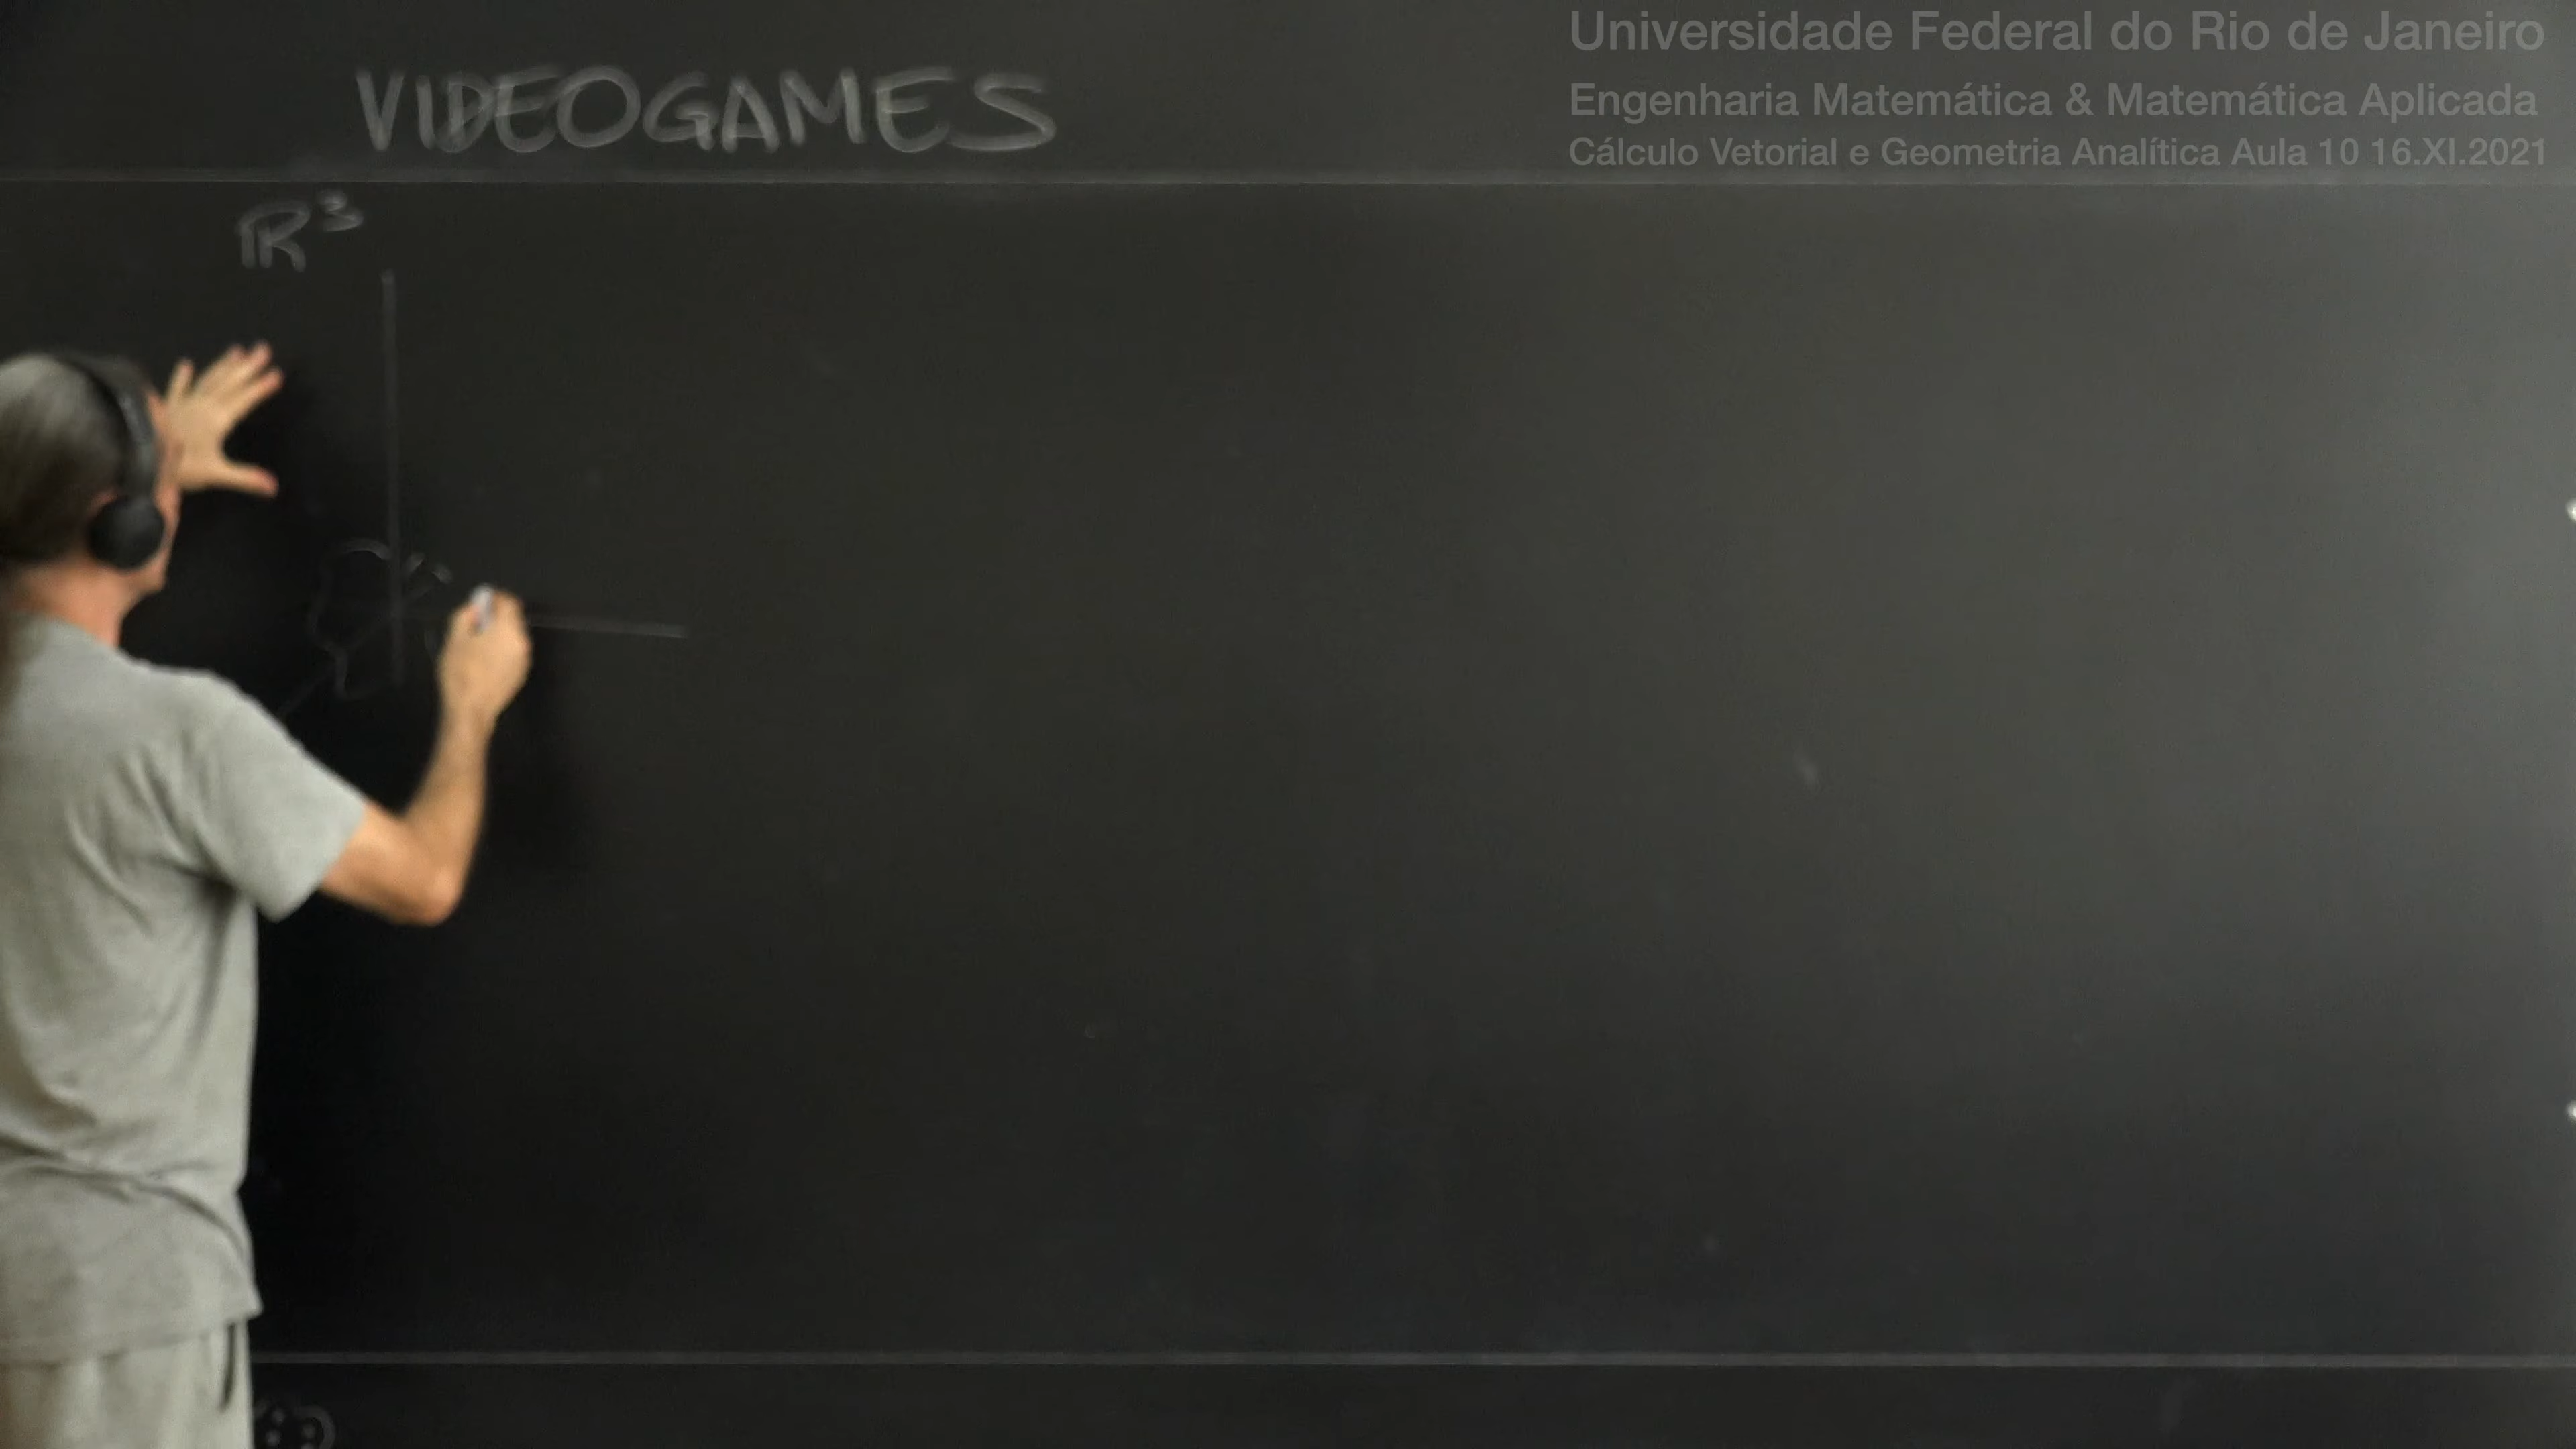 Universidade Federal do Rio de Janeiro
Engenharia Matemática & Matemática Aplicada
Cálculo Vetorial e Geometria Analítica Aula 10 16.XI.2021
VIDEOGAMES
ℝ³